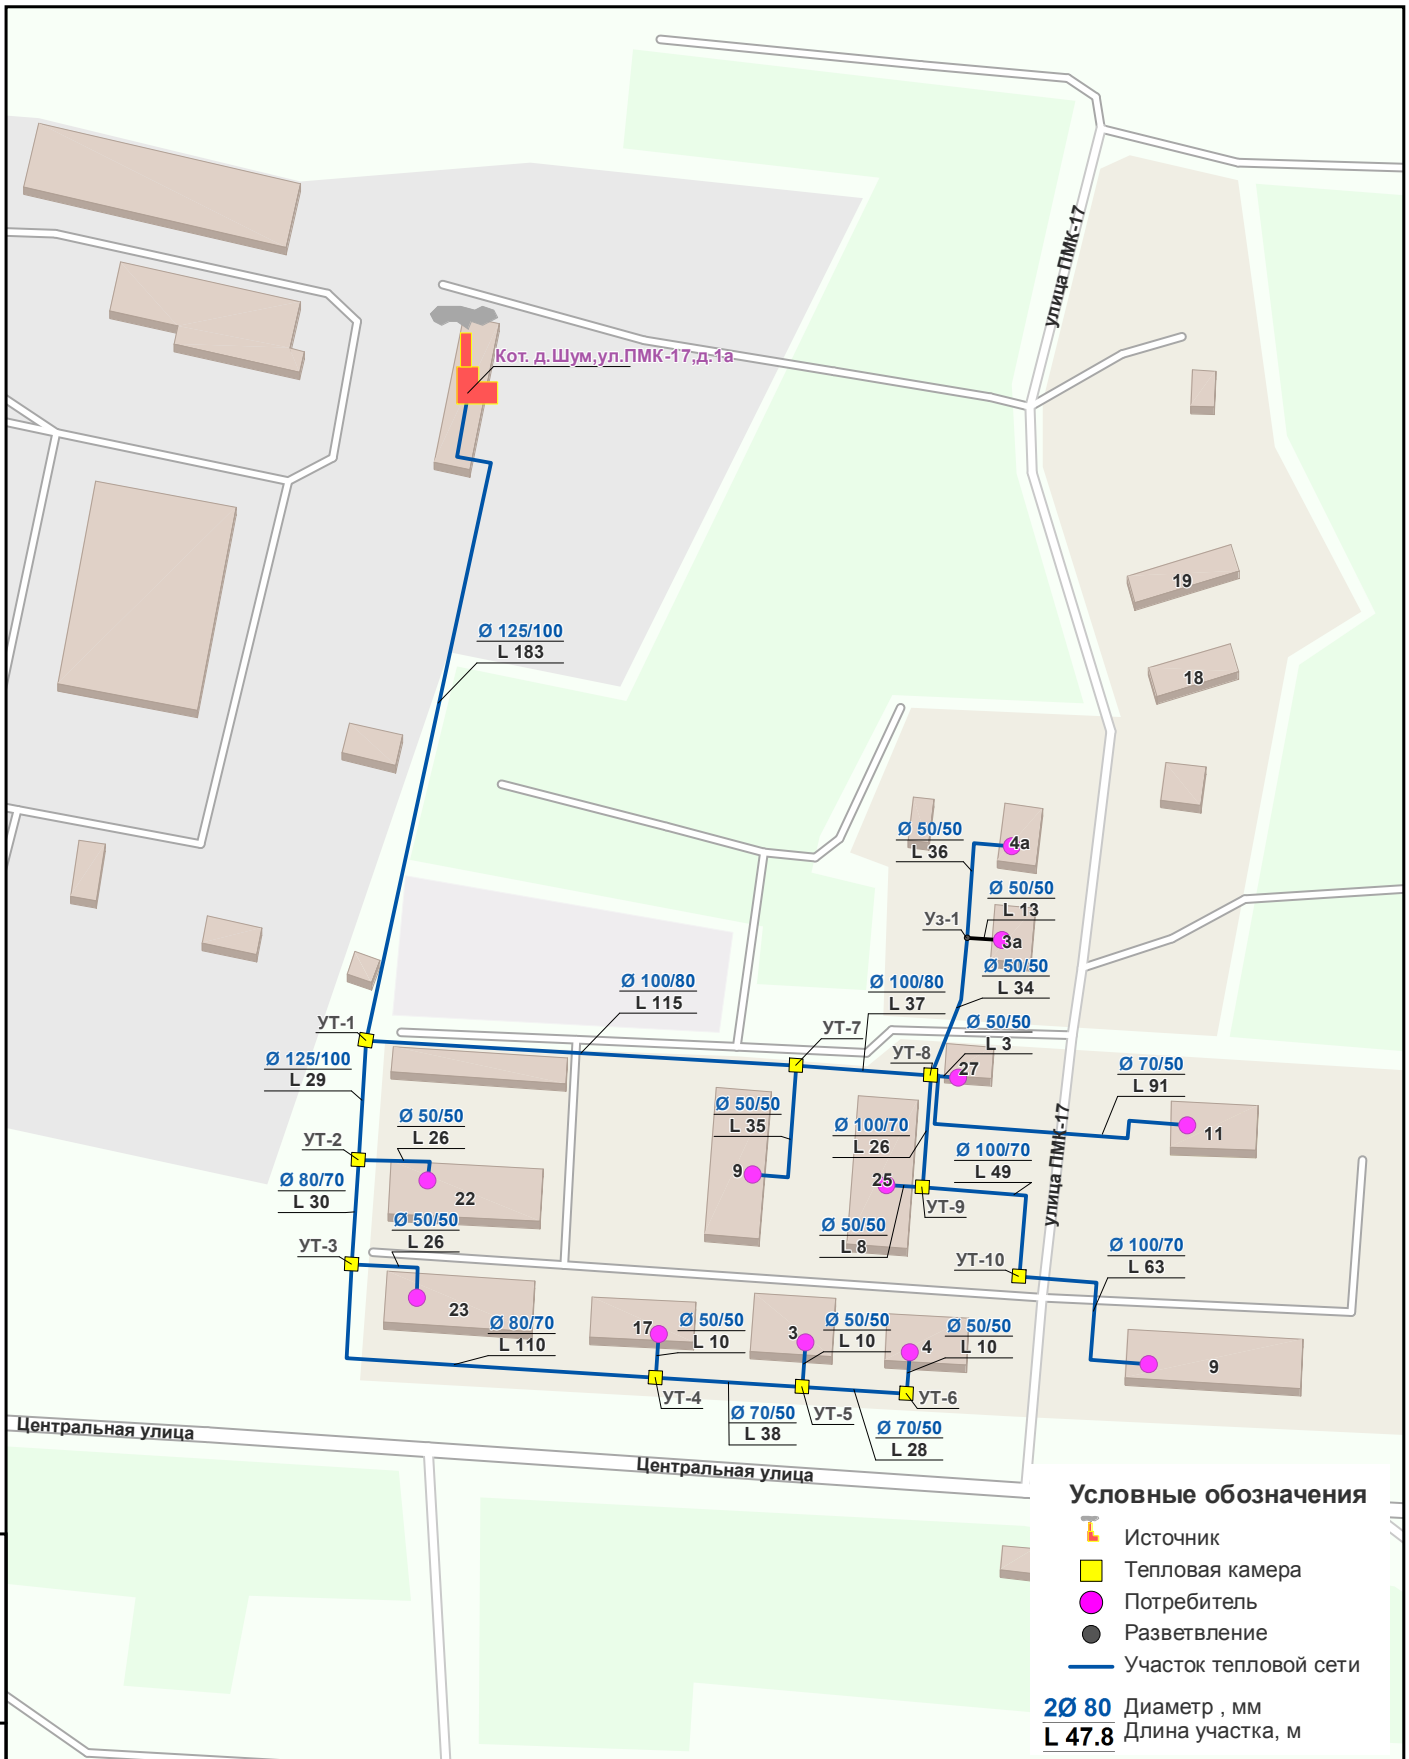 улица ПМК-17
Кот. д.Шум,ул.ПМК-17,д.1а
19
Ø 125/100
L 183
18
Ø 50/50
L 36
4а
Ø 50/50
L 13
Уз-1
3а
Ø 50/50
L 34
Ø 100/80
L 115
Ø 100/80
L 37
УТ-1
УТ-7
Ø 50/50
L 3
УТ-8
27
Ø 125/100
L 29
Ø 70/50
L 91
Ø 50/50
L 26
Ø 50/50
L 35
Ø 100/70
L 26
11
УТ-2
Ø 100/70
L 49
улица ПМК-17
9
25
Ø 80/70
L 30
22
УТ-9
Ø 50/50
L 26
Ø 50/50
L 8
УТ-3
УТ-10
Ø 100/70
L 63
23
Ø 80/70
L 110
17
Ø 50/50
L 10
3
Ø 50/50
L 10
4
Ø 50/50
L 10
9
УТ-4
УТ-5
УТ-6
Ø 70/50
L 38
Ø 70/50
L 28
Центральная улица
Центральная улица
Условные обозначения
Источник
Тепловая камера
Потребитель
Разветвление
Участок тепловой сети
2Ø 80 Диаметр , мм
L 47.8 Длина участка, м